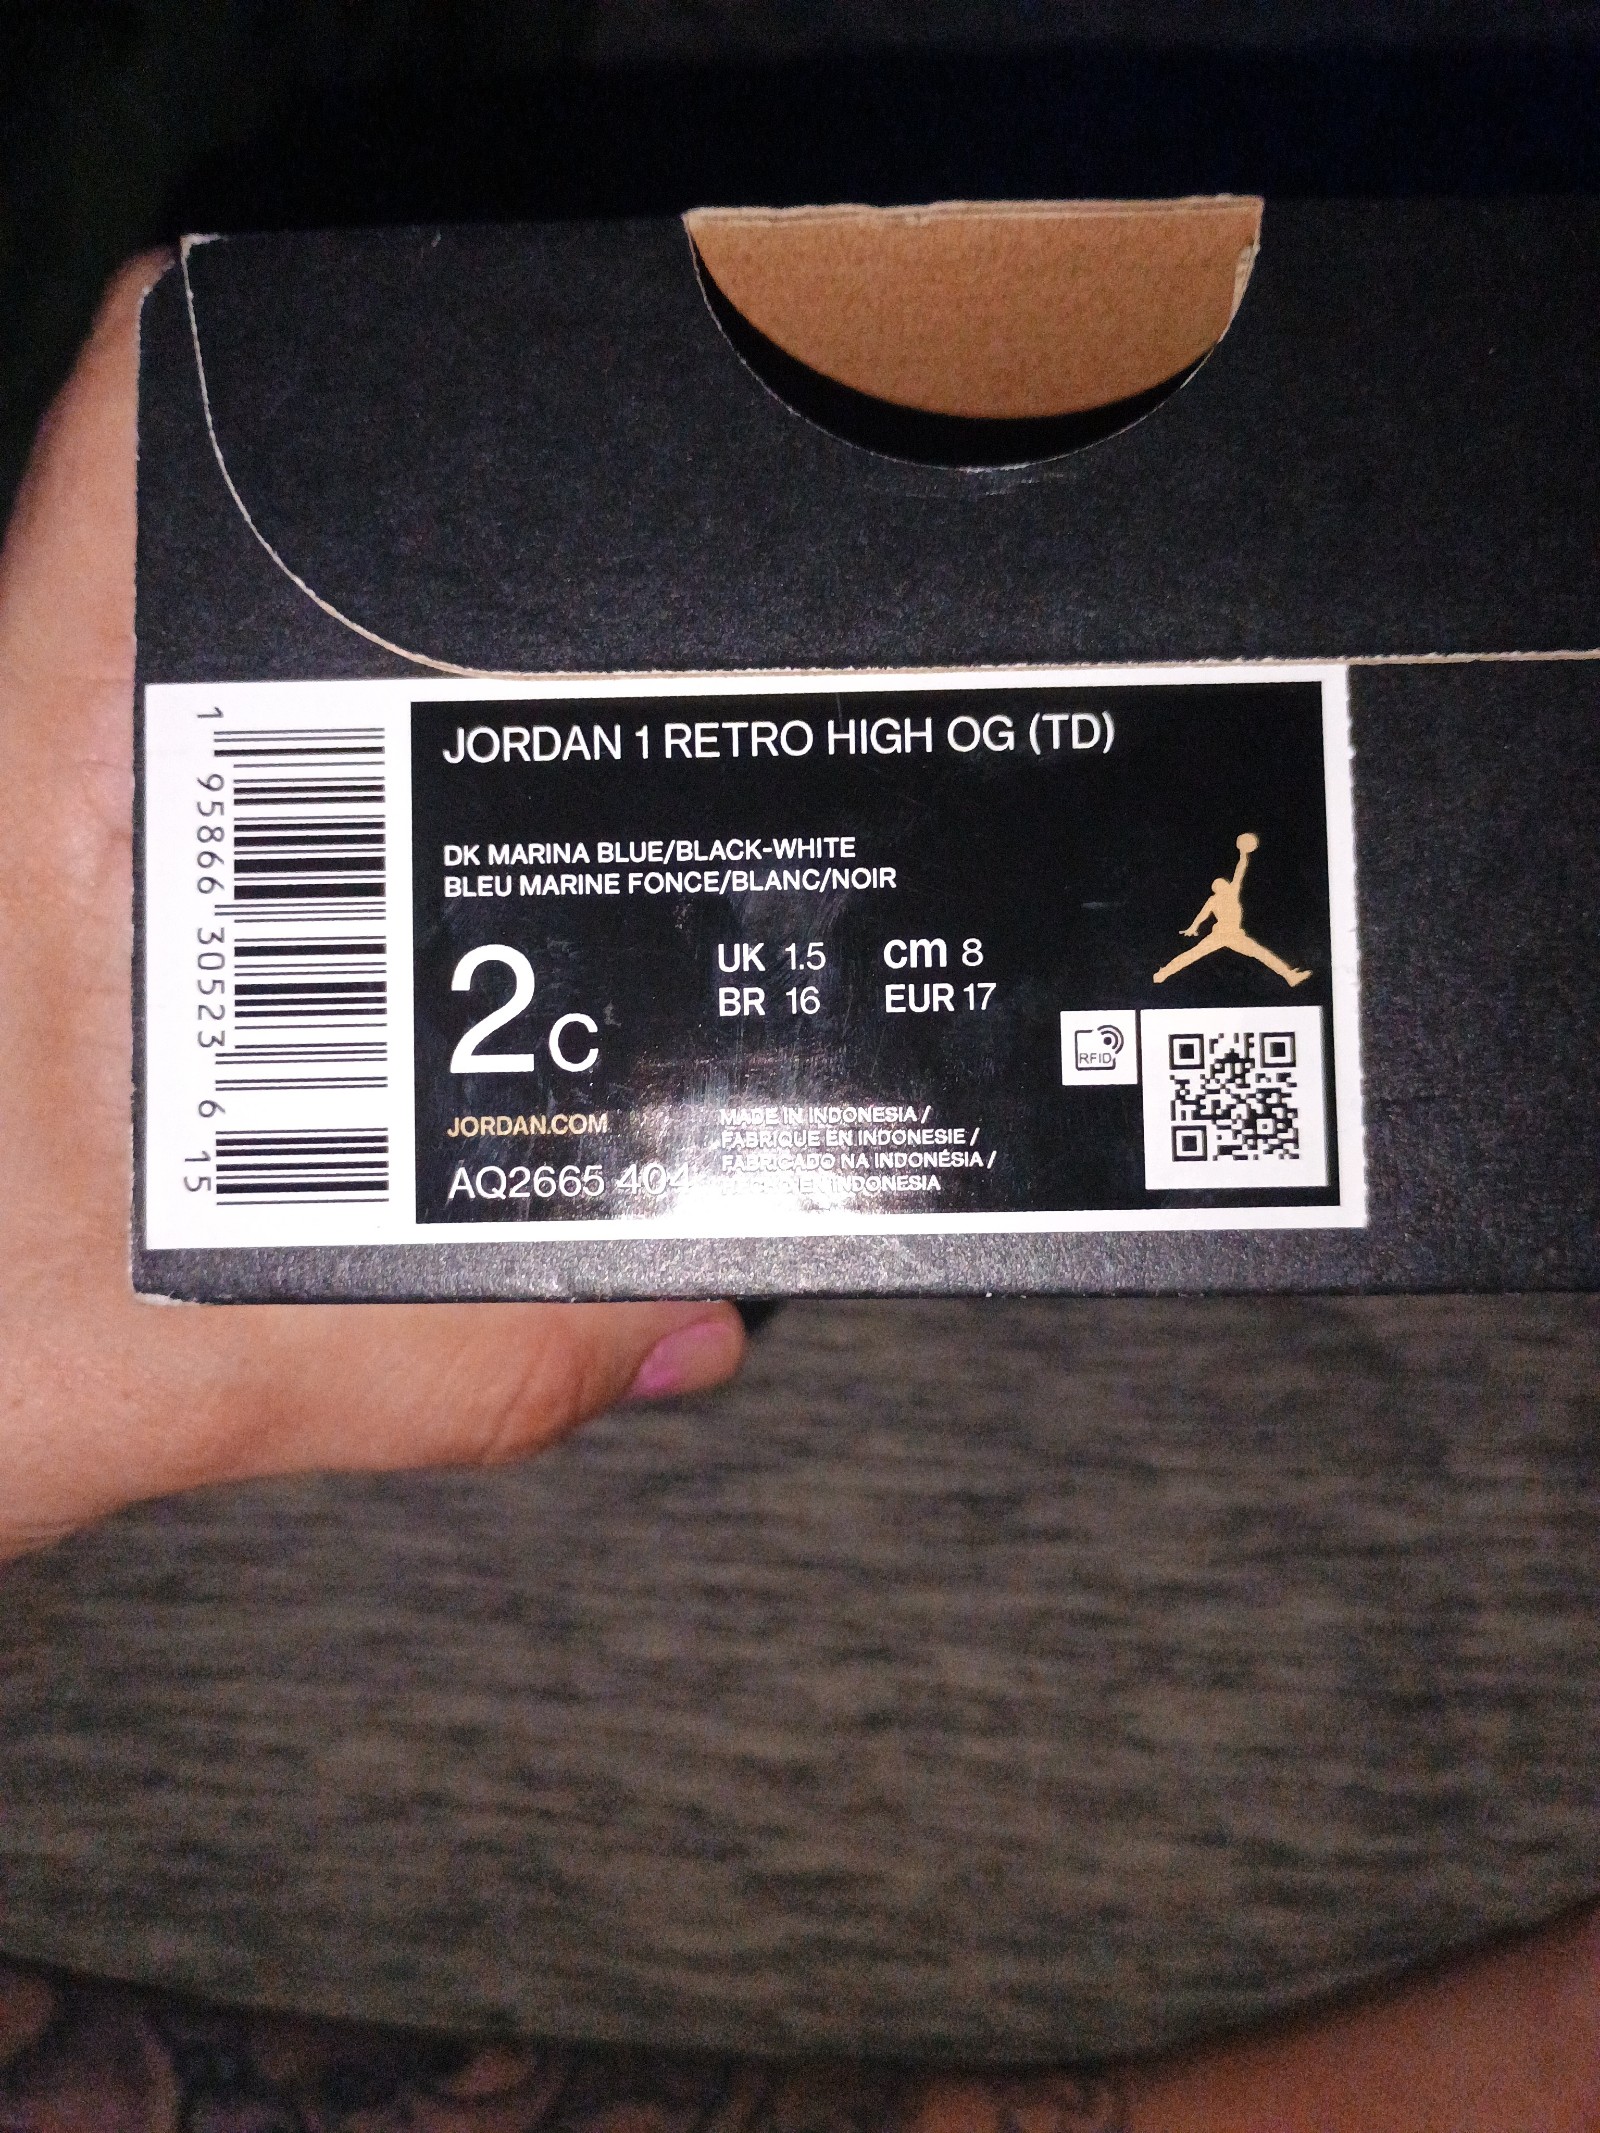 JORDAN 1 RETRO HIGH OG (TD)
DK MARINA BLUE/BLACK-WHITE
BLEU MARINE FONCE/BLANC/NOIR
2C
UK 1.5 cm 8
BR 16 EUR 17
RFID
JORDAN.COM
AQ2665 404
MADE IN INDONESIA /
FABRIQUE EN INDONESIE /
FABRICADO NA INDONÉSIA /
EN INDONESIA
1 95866 30523 6 15